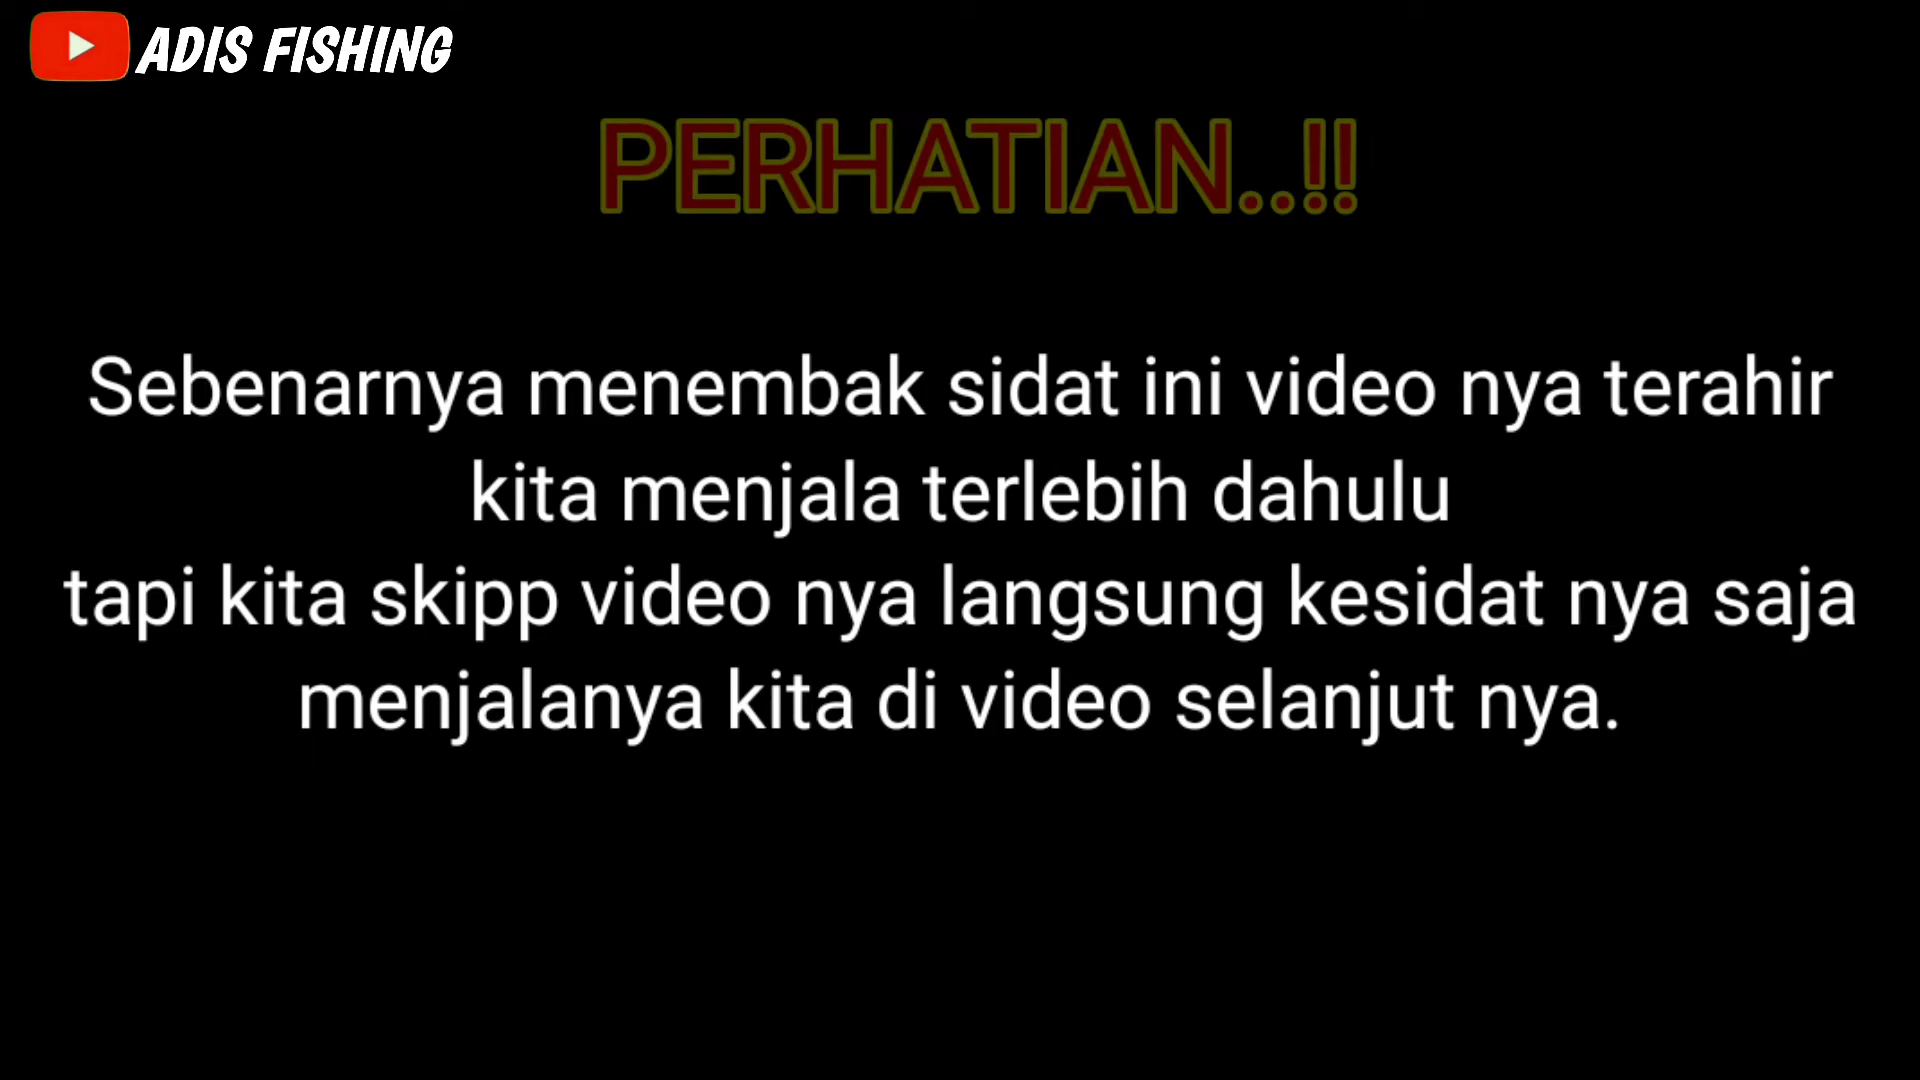 ADIS FISHING
PERHATIAN..!!
Sebenarnya menembak sidat ini video nya terahir
kita menjala terlebih dahulu
tapi kita skipp video nya langsung kesidat nya saja
menjalanya kita di video selanjut nya.